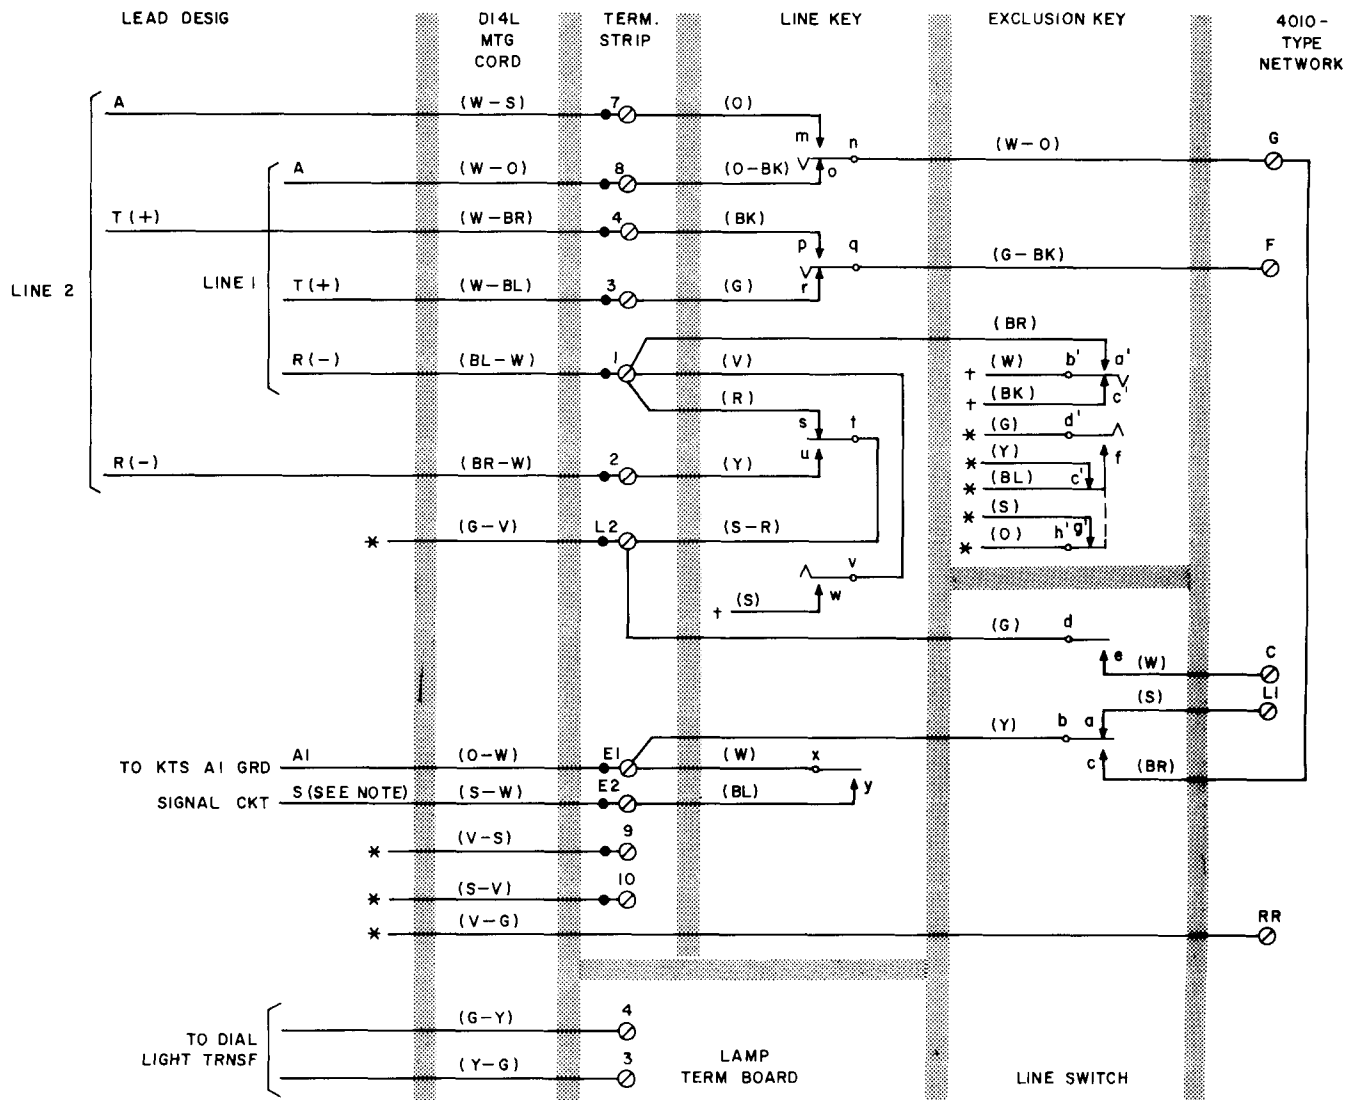 LEAD DESIG
D14L
MTG
CORD
TERM.
STRIP
LINE KEY
EXCLUSION KEY
4010-
TYPE
NETWORK
A
(W-S)
7
(O)
m
n
(W-O)
G
A
(W-O)
8
(O-BK)
o
T(+)
(W-BR)
4
(BK)
p
q
(G-BK)
F
LINE 2
LINE 1
T(+)
(W-BL)
3
(G)
r
(BR)
R(-)
(BL-W)
1
(V)
† (W) b' a'
(R)
† (BK) c'
s
t
* (G) d'
u
* (Y) f
R(-)
(BR-W)
2
(Y)
* (BL) c'
* (S)
* (G-V)
L2
(S-R)
* (O) h' g'
v
w
† (S)
(G)
d
e
(W)
C
(S)
L1
(Y)
b
a
c
(BR)
TO KTS A1 GRD
A1
(O-W)
E1
(W)
x
SIGNAL CKT
S (SEE NOTE)
(S-W)
E2
(BL)
y
* (V-S)
9
* (S-V)
10
* (V-G)
RR
TO DIAL
LIGHT TRNSF
(G-Y)
4
(Y-G)
3
LAMP
TERM BOARD
LINE SWITCH